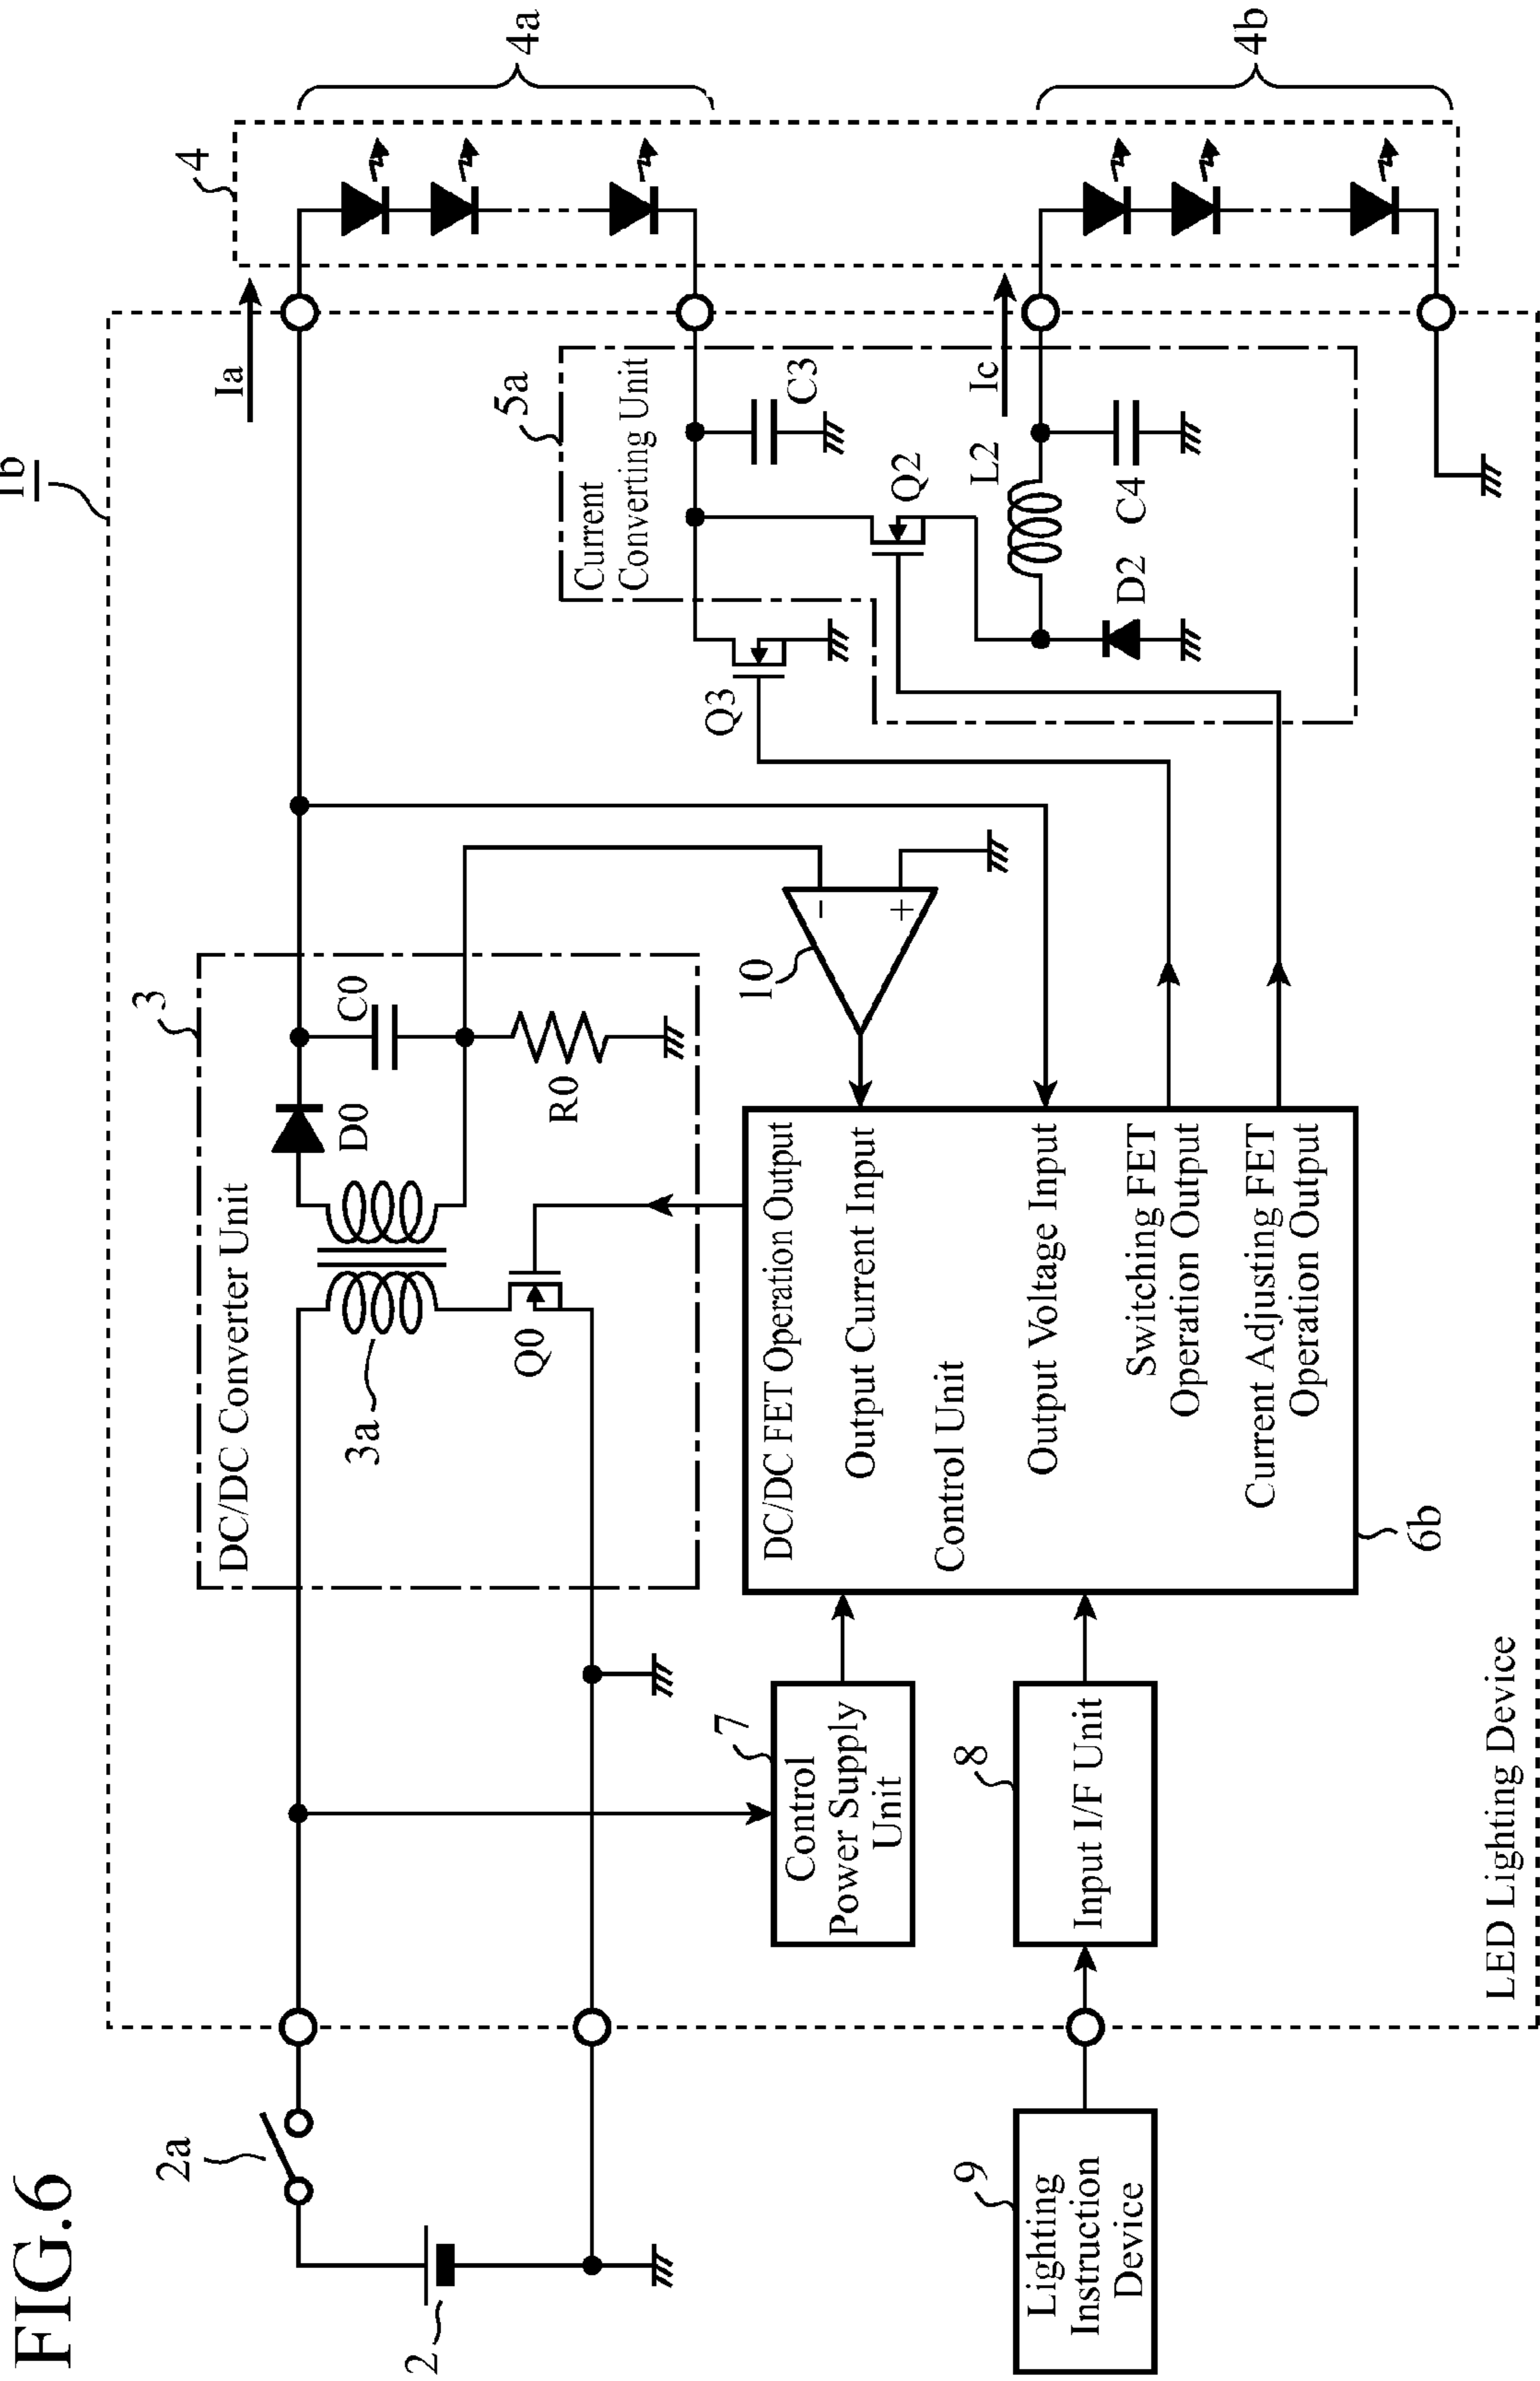 FIG.6
1b
2a
2
DC/DC Converter Unit
3
3a
Q0
D0
C0
R0
10
−
+
Ia
4
4a
4b
5a
Current
Converting Unit
C3
Q3
Q2
Ic
L2
C4
D2
Control
Power Supply
Unit
7
DC/DC FET Operation Output
Output Current Input
Control Unit
Output Voltage Input
Switching FET
Operation Output
Current Adjusting FET
Operation Output
6b
Input I/F Unit
8
Lighting
Instruction
Device
9
LED Lighting Device